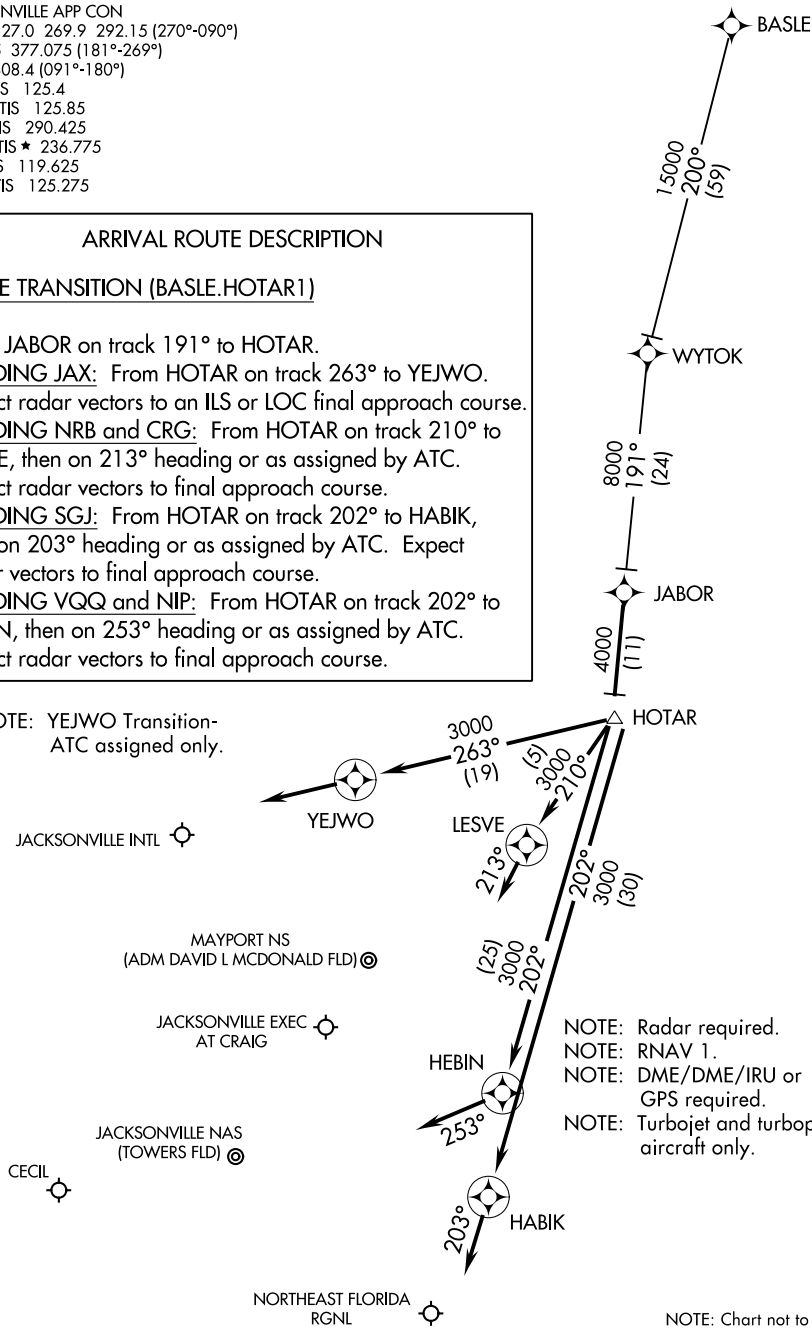 NVILLE APP CON
27.0 269.9 292.15 (270°-090°)
377.075 (181°-269°)
08.4 (091°-180°)
S 125.4
TIS 125.85
IS 290.425
TIS ★ 236.775
S 119.625
TIS 125.275
ARRIVAL ROUTE DESCRIPTION
E TRANSITION (BASLE.HOTAR1)
JABOR on track 191° to HOTAR.
DING JAX: From HOTAR on track 263° to YEJWO.
ct radar vectors to an ILS or LOC final approach course.
DING NRB and CRG: From HOTAR on track 210° to
E, then on 213° heading or as assigned by ATC.
ct radar vectors to final approach course.
DING SGJ: From HOTAR on track 202° to HABIK,
on 203° heading or as assigned by ATC. Expect
r vectors to final approach course.
DING VQQ and NIP: From HOTAR on track 202° to
N, then on 253° heading or as assigned by ATC.
ct radar vectors to final approach course.
BASLE
15000
200°
(59)
WYTOK
8000
191°
(24)
JABOR
4000
(11)
HOTAR
OTE: YEJWO Transition-
ATC assigned only.
3000
263°
(19)
YEJWO
(5)
3000
210°
LESVE
213°
202°
3000
(30)
(25)
3000
202°
JACKSONVILLE INTL
MAYPORT NS
(ADM DAVID L MCDONALD FLD)
JACKSONVILLE EXEC
AT CRAIG
HEBIN
253°
NOTE: Radar required.
NOTE: RNAV 1.
NOTE: DME/DME/IRU or
GPS required.
NOTE: Turbojet and turbop
aircraft only.
JACKSONVILLE NAS
(TOWERS FLD)
CECIL
HABIK
203°
NORTHEAST FLORIDA
RGNL
NOTE: Chart not to